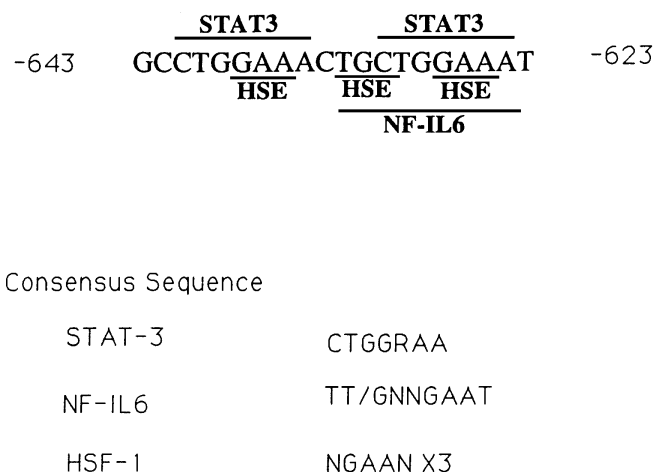 STAT3 STAT3
-643 GCCTGGAAACTGCTGGAAAT -623
HSE HSE HSE
NF-IL6
Consensus Sequence
STAT-3 CTGGRAA
NF-IL6 TT/GNNGAAT
HSF-1 NGAAN X3